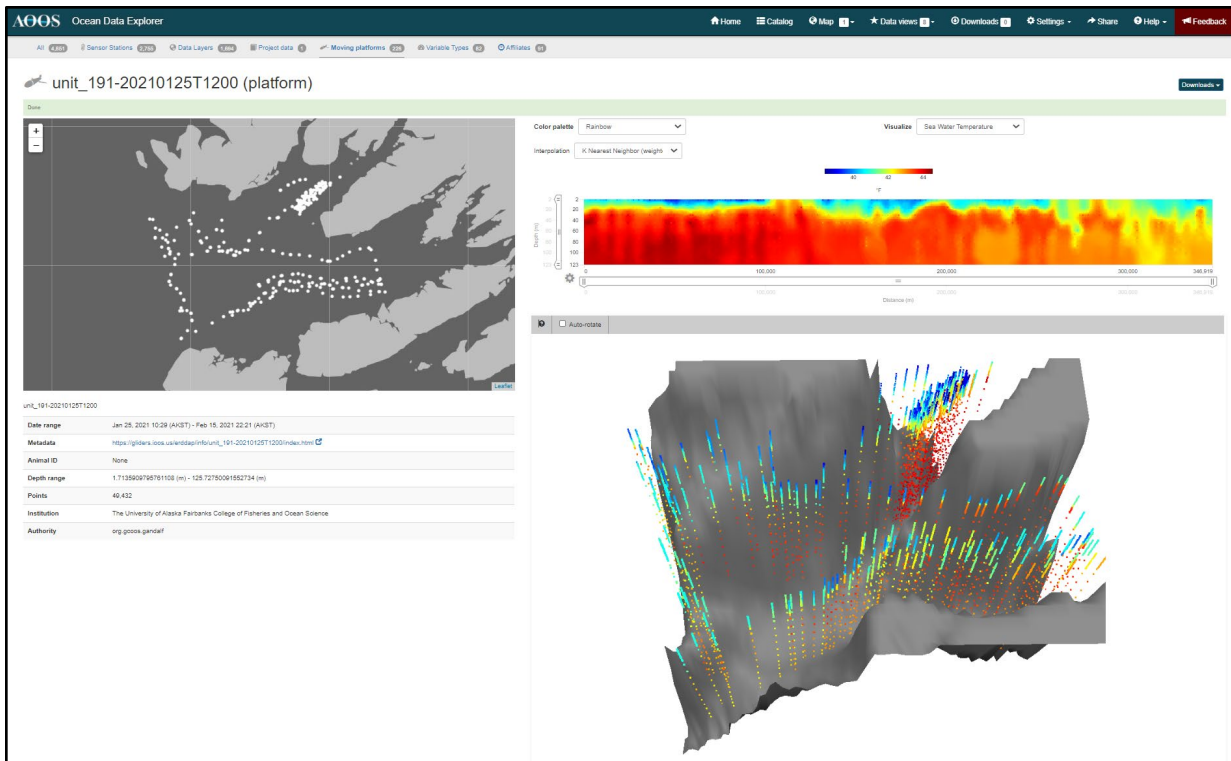 AOOS Ocean Data Explorer Home Catalog Map 1 Data views Downloads 0 Settings Share Help Feedback
All Sensor Stations Data Layers Project data Moving platforms Variable Types Affiliates
unit_191-20210125T1200 (platform) Downloads
Done
+
−
Color palette Rainbow Visualize Sea Water Temperature
Interpolation K Nearest Neighbor (weight
40 42 44
°F
2
20
40
60
80
100
123
Depth (m)
0 100,000 200,000 300,000 346,919
Distance (m)
Auto-rotate
Leaflet
unit_191-20210125T1200
Date range Jan 25, 2021 10:29 (AKST) - Feb 15, 2021 22:21 (AKST)
Metadata https://gliders.ioos.us/erddap/info/unit_191-20210125T1200/index.html
Animal ID None
Depth range 1.7135909795761108 (m) - 125.72750091552734 (m)
Points 49,432
Institution The University of Alaska Fairbanks College of Fisheries and Ocean Science
Authority org.gcoos.gandalf